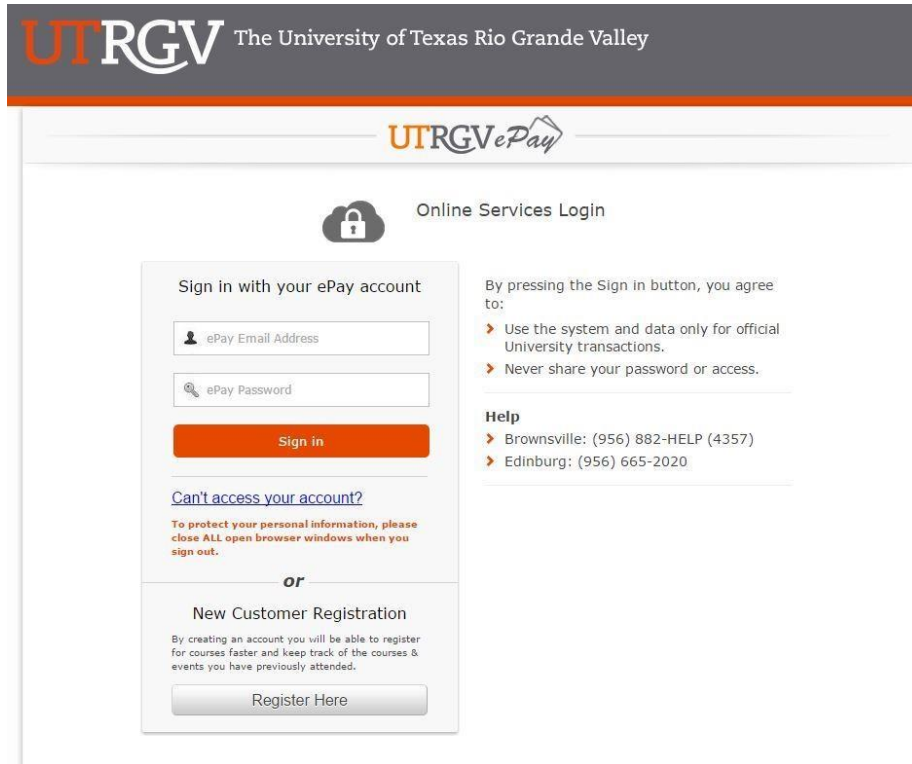 UTRGV The University of Texas Rio Grande Valley
UTRGV ePay
Online Services Login
Sign in with your ePay account
ePay Email Address
ePay Password
Sign in
Can't access your account?
To protect your personal information, please
close ALL open browser windows when you
sign out.
or
New Customer Registration
By creating an account you will be able to register
for courses faster and keep track of the courses &
events you have previously attended.
Register Here
By pressing the Sign in button, you agree
to:
Use the system and data only for official
University transactions.
Never share your password or access.
Help
Brownsville: (956) 882-HELP (4357)
Edinburg: (956) 665-2020